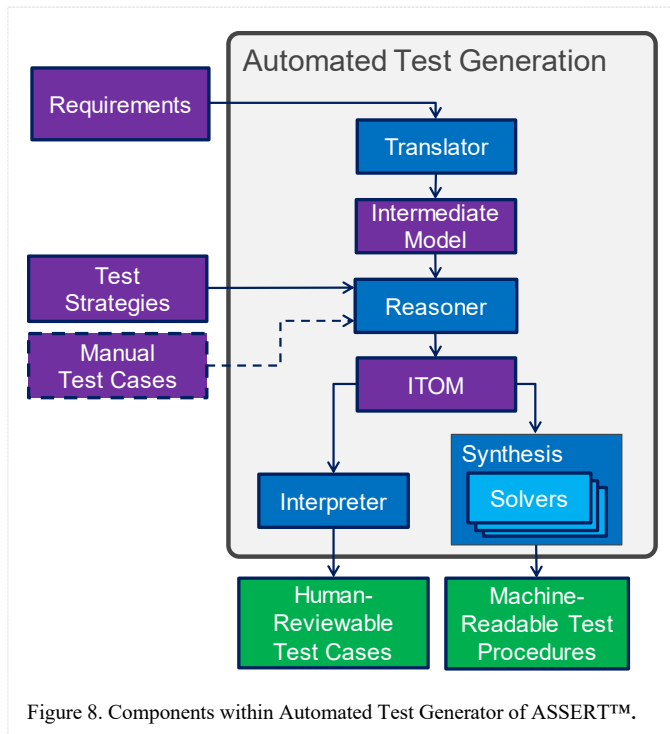 Automated Test Generation
Requirements
Translator
Intermediate
Model
Test
Strategies
Reasoner
Manual
Test Cases
ITOM
Synthesis
Solvers
Interpreter
Human-
Reviewable
Test Cases
Machine-
Readable Test
Procedures
Figure 8. Components within Automated Test Generator of ASSERT™.